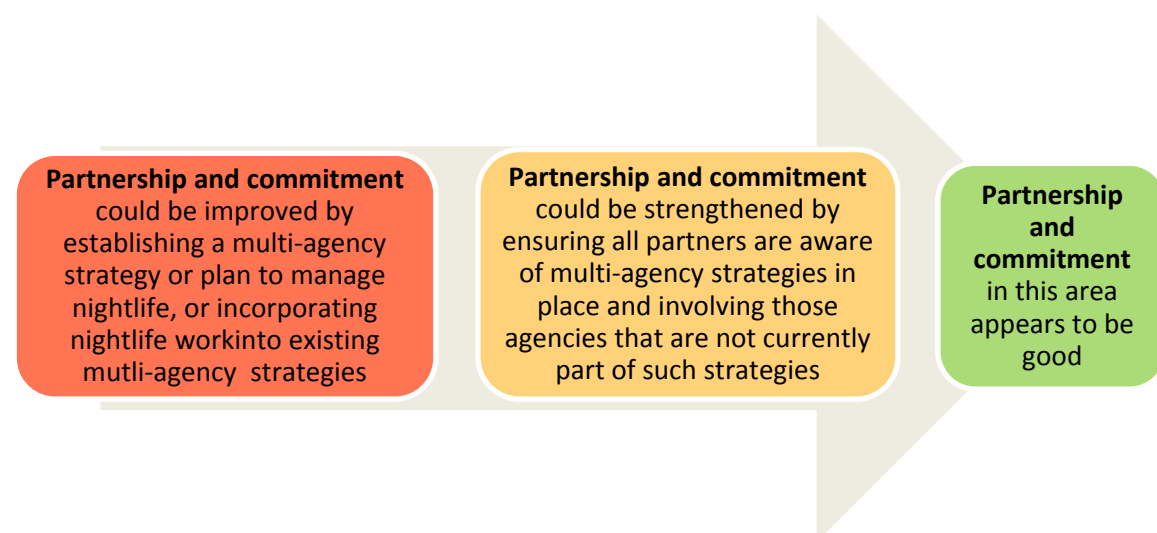 Partnership and commitment
could be improved by
establishing a multi-agency
strategy or plan to manage
nightlife, or incorporating
nightlife workinto existing
mutli-agency  strategies
Partnership and commitment
could be strengthened by
ensuring all partners are aware
of multi-agency strategies in
place and involving those
agencies that are not currently
part of such strategies
Partnership
and
commitment
in this area
appears to be
good